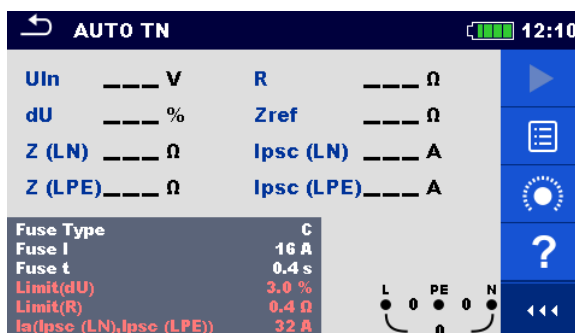 AUTO TN 12:10
Uln ___ V R ___ Ω
dU ___ % Zref ___ Ω
Z (LN) ___ Ω Ipsc (LN) ___ A
Z (LPE)___ Ω Ipsc (LPE)___ A
Fuse Type C
Fuse I 16 A
Fuse t 0.4 s
Limit(dU) 3.0 %
Limit(R) 0.4 Ω
Ia(Ipsc (LN),Ipsc (LPE)) 32 A
L PE N
0 0
0
?